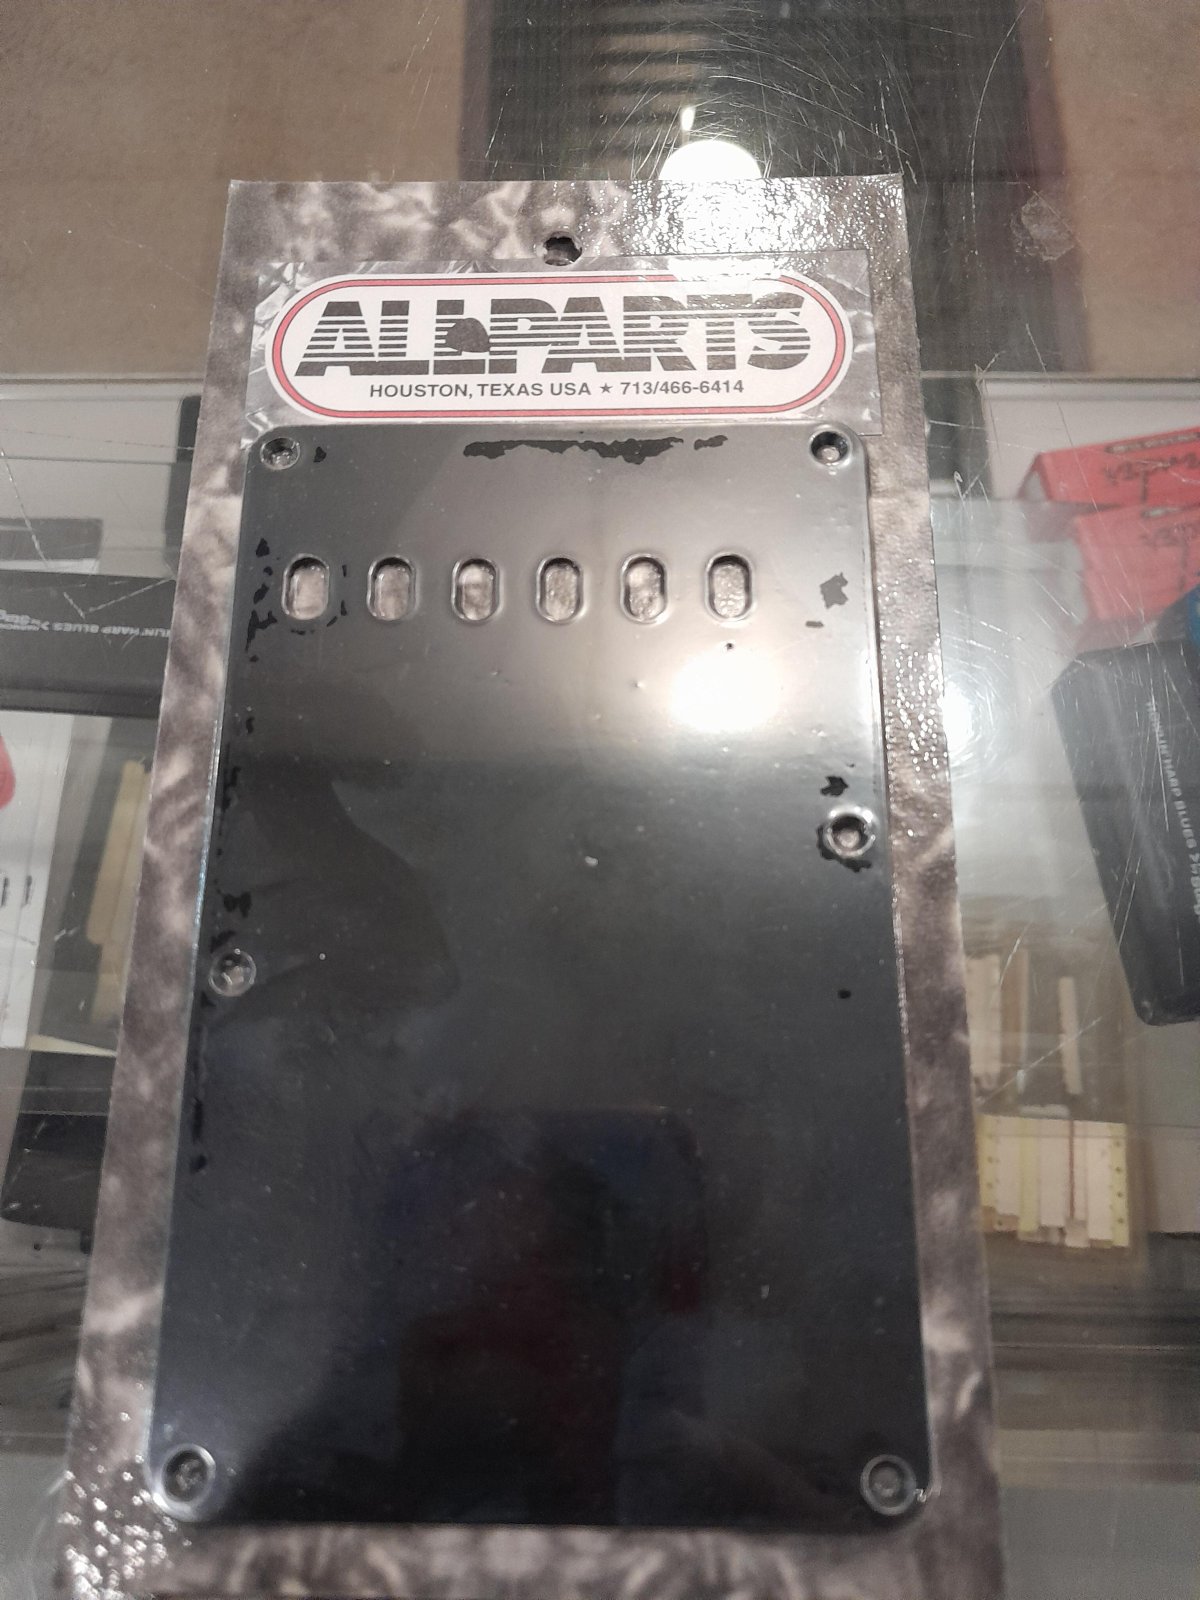 ALLPARTS
HOUSTON, TEXAS USA ★ 713/466-6414